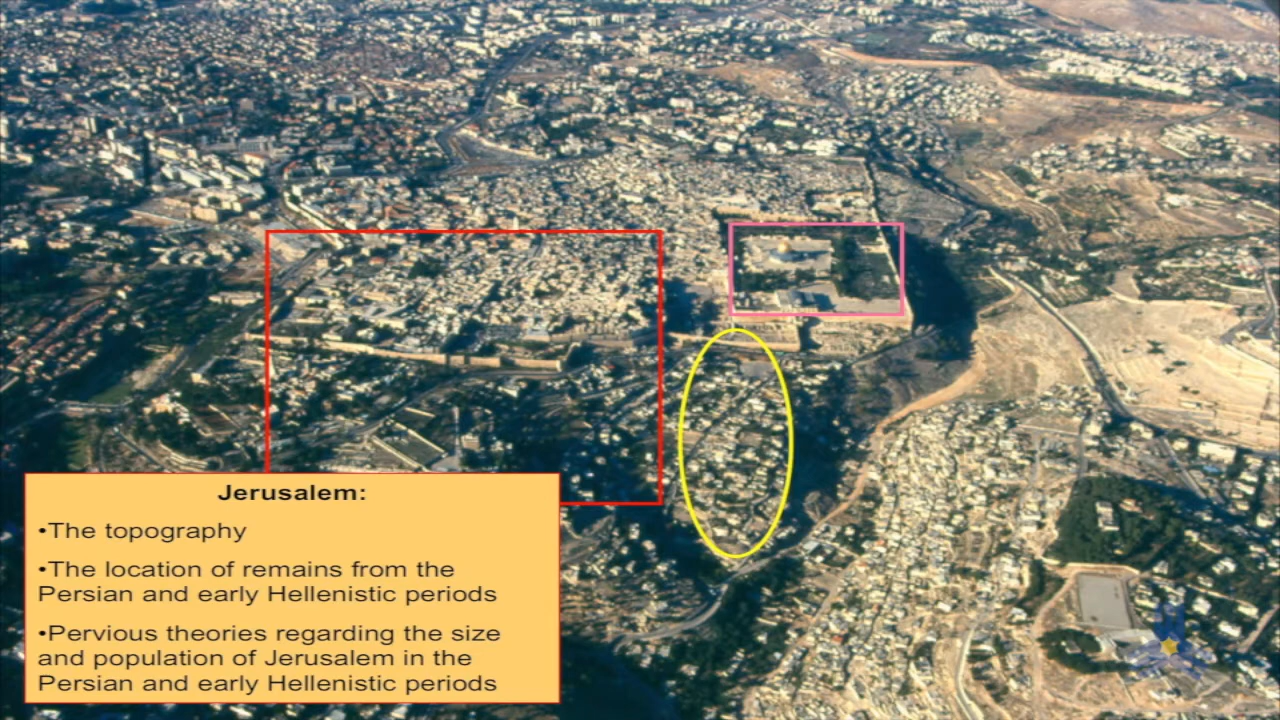 Jerusalem:
•The topography
•The location of remains from the
Persian and early Hellenistic periods
•Pervious theories regarding the size
and population of Jerusalem in the
Persian and early Hellenistic periods